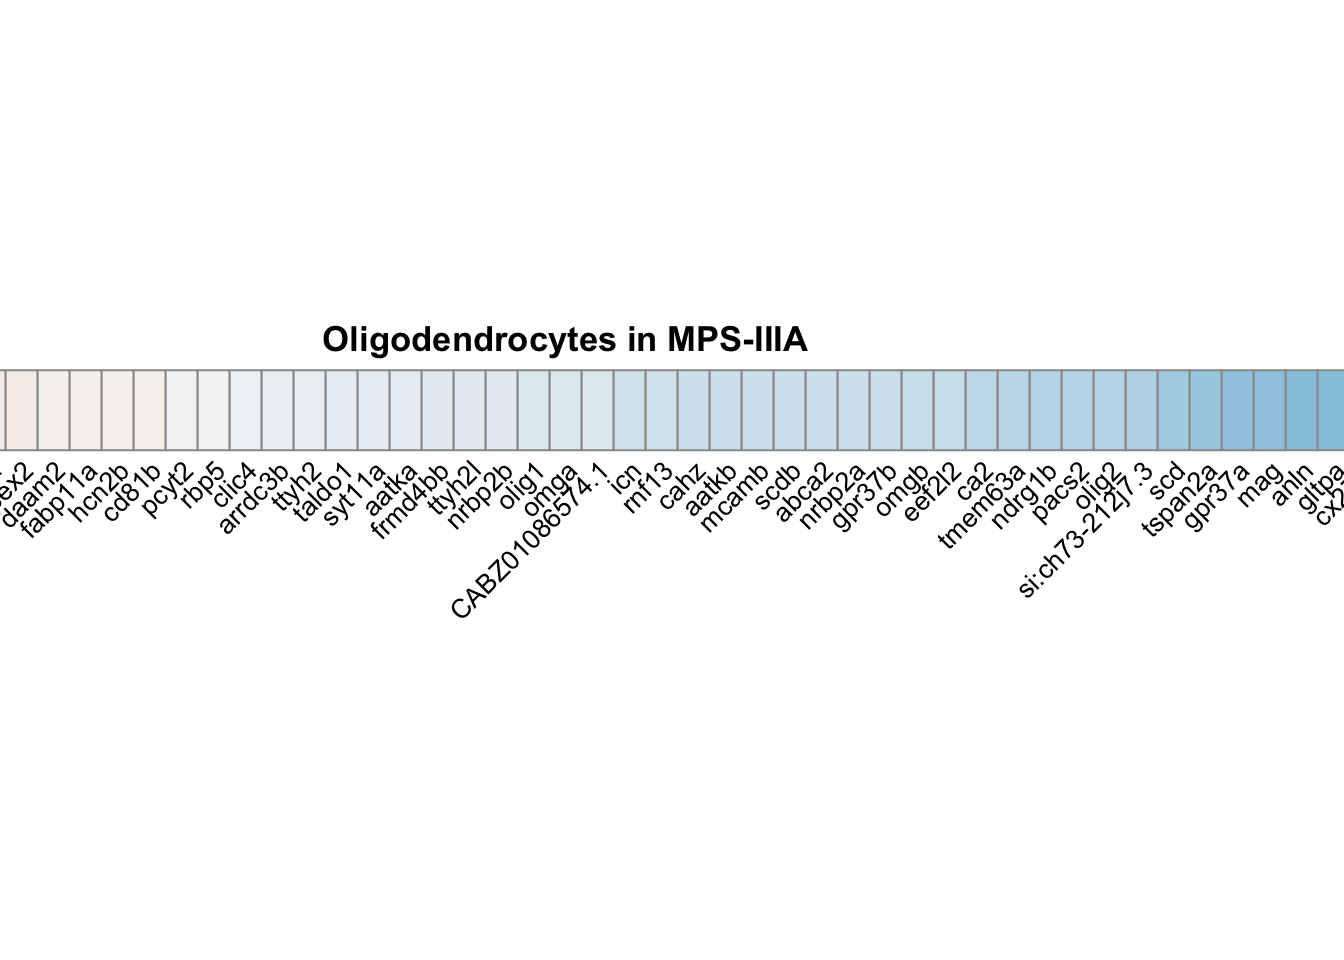 Oligodendrocytes in MPS-IIIA
daam2
fabp11a
hcn2b
cd81b
pcyt2
rbp5
clic4
arrdc3b
ttyh2
taldo1
syt11a
aatka
frmd4bb
ttyh2l
nrbp2b
olig1
omga
CABZ01086574.1
icn
rnf13
cahz
aatkb
mcamb
scdb
abca2
nrbp2a
gpr37b
omgb
eef2l2
ca2
tmem63a
ndrg1b
pacs2
olig2
si:ch73-212j7.3
scd
tspan2a
gpr37a
mag
anln
gltpa